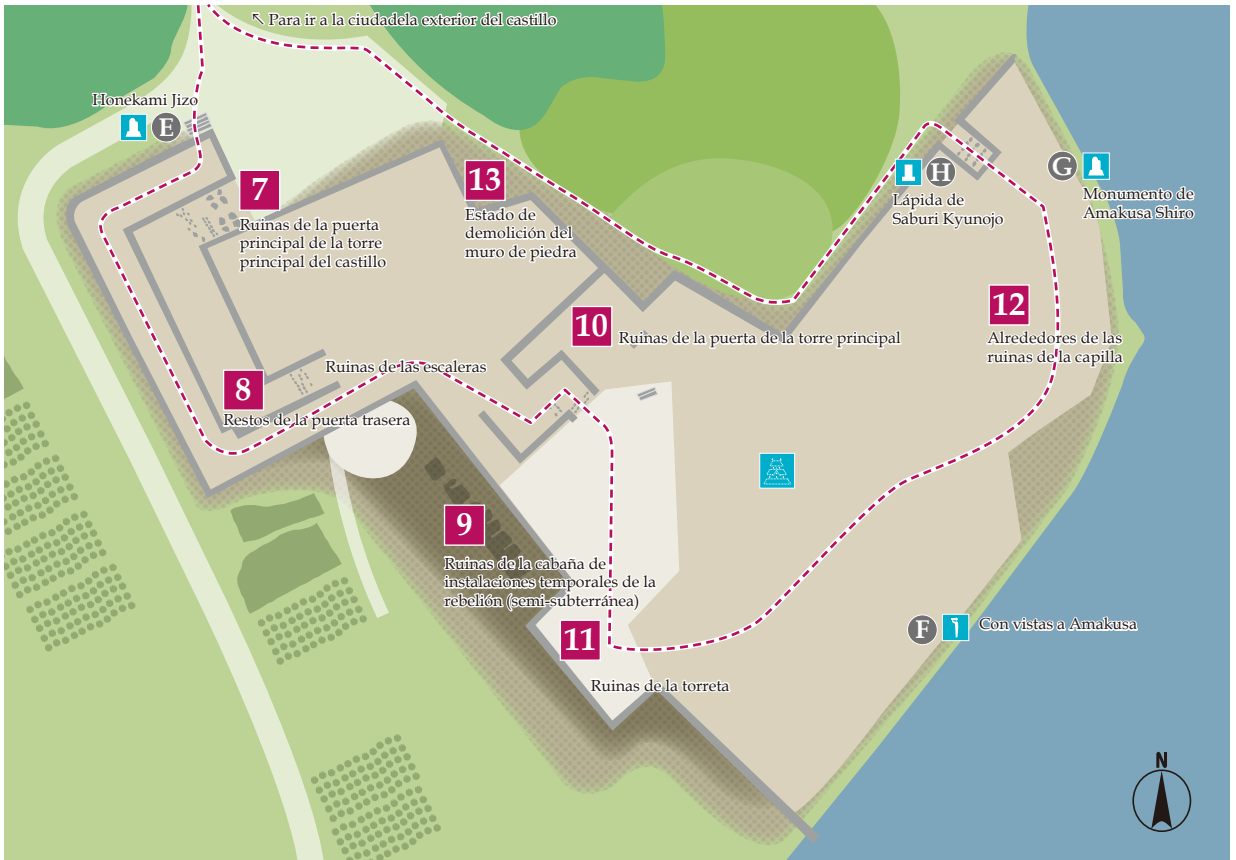 ↖ Para ir a la ciudadela exterior del castillo
Honekami Jizo
E
7
Ruinas de la puerta
principal de la torre
principal del castillo
13
Estado de
demolición del
muro de piedra
H
Lápida de
Saburi Kyunojo
G
Monumento de
Amakusa Shiro
10
Ruinas de la puerta de la torre principal
12
Alrededores de las
ruinas de la capilla
Ruinas de las escaleras
8
Restos de la puerta trasera
9
Ruinas de la cabaña de
instalaciones temporales de la
rebelión (semi-subterránea)
11
Ruinas de la torreta
F
Con vistas a Amakusa
N